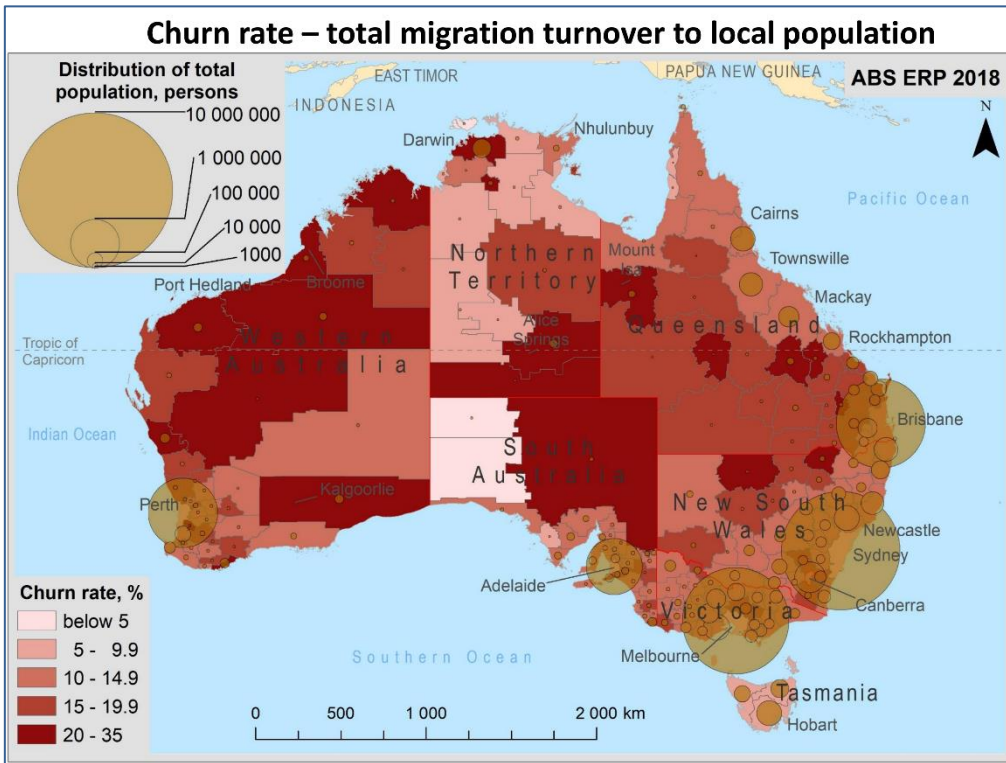 Churn rate – total migration turnover to local population
Distribution of total
population, persons
10 000 000
1 000 000
100 000
10 000
1000
EAST TIMOR
INDONESIA
PAPUA NEW GUINEA
ABS ERP 2018
N
Darwin
Nhulunbuy
Pacific Ocean
Cairns
Northern
Territory
Mount
Isa
Townswille
Port Hedland
Broome
Mackay
Alice
Springs
Queensland
Western
Australia
Rockhampton
Tropic of
Capricorn
Indian Ocean
Brisbane
South
Australia
Kalgoorlie
Perth
New South
Wales
Newcastle
Sydney
Adelaide
Canberra
Victoria
Melbourne
Southern Ocean
Tasmania
Hobart
Churn rate, %
below 5
5 - 9.9
10 - 14.9
15 - 19.9
20 - 35
0 500 1 000 2 000 km